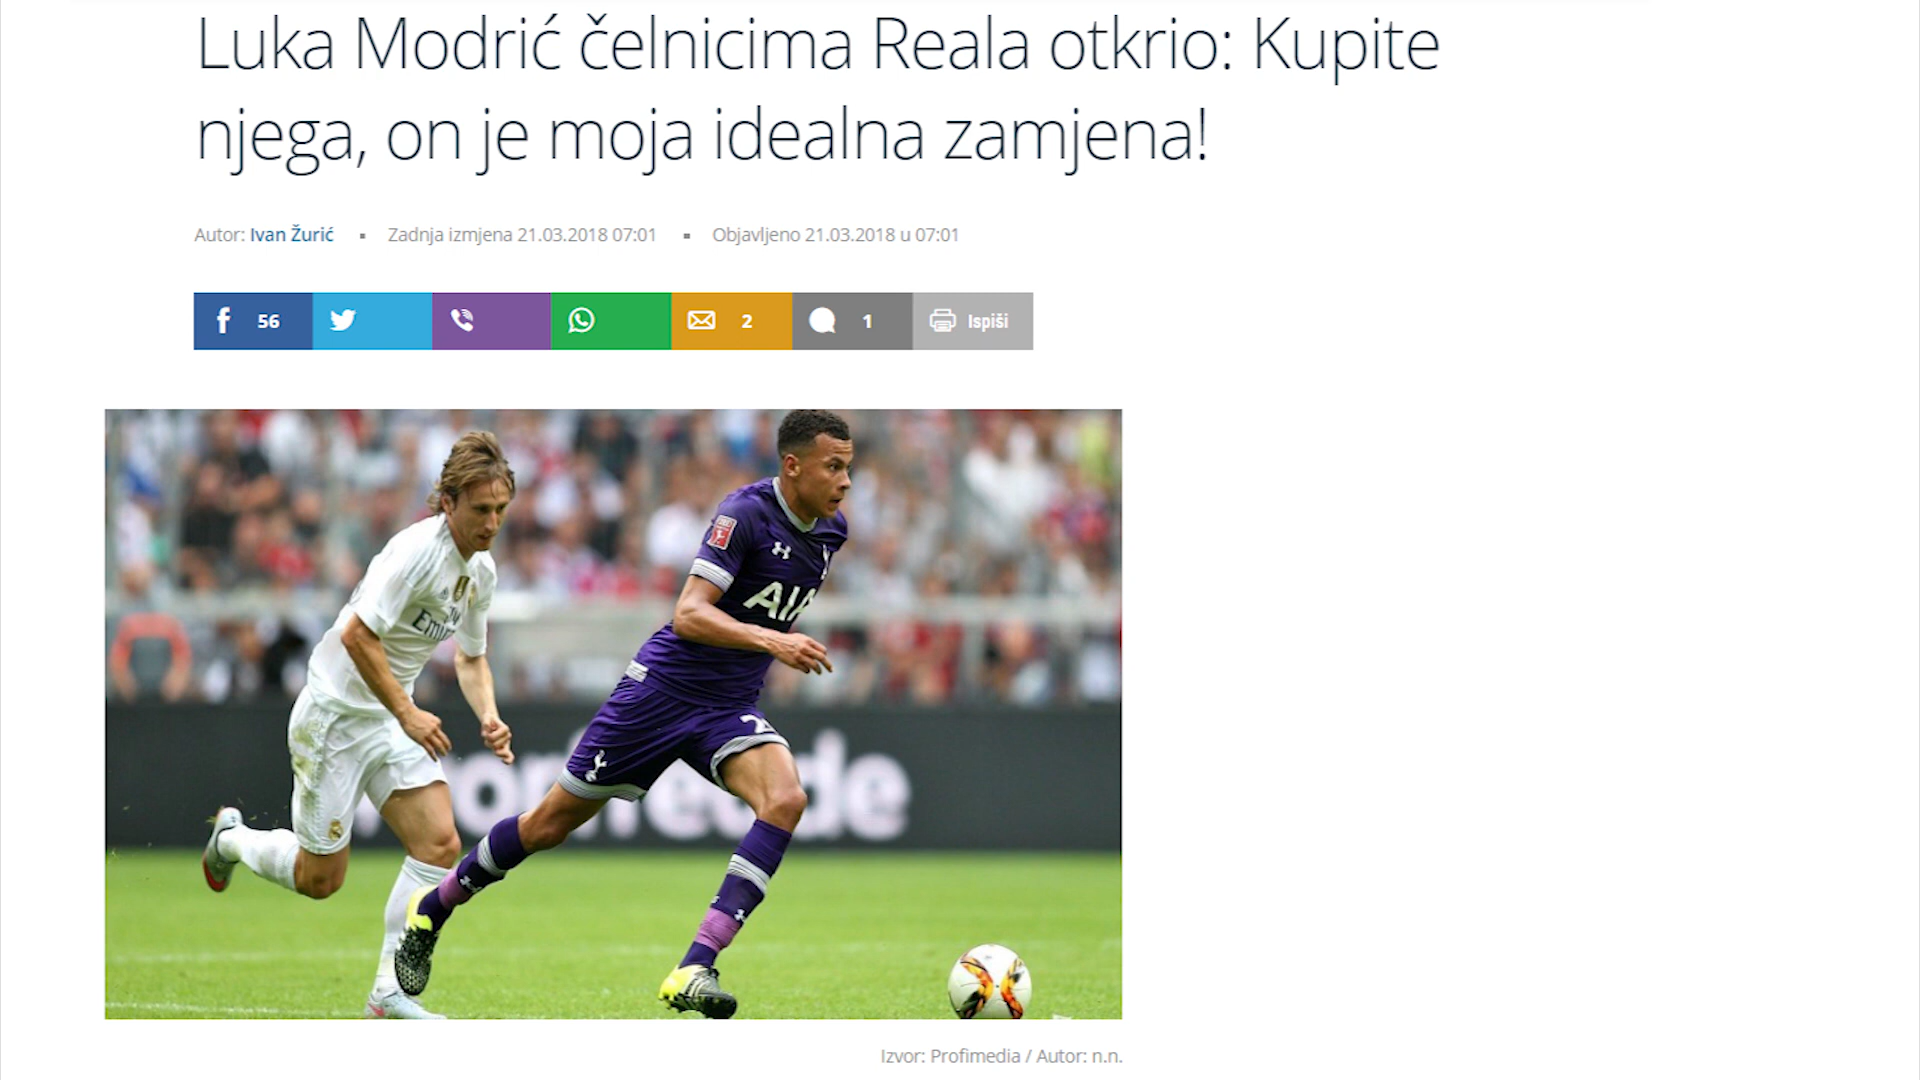 Luka Modrić čelnicima Reala otkrio: Kupite
njega, on je moja idealna zamjena!
Autor: Ivan Žurić ▪ Zadnja izmjena 21.03.2018 07:01 ▪ Objavljeno 21.03.2018 u 07:01
56 2 1 Ispiši
AIA
Izvor: Profimedia / Autor: n.n.